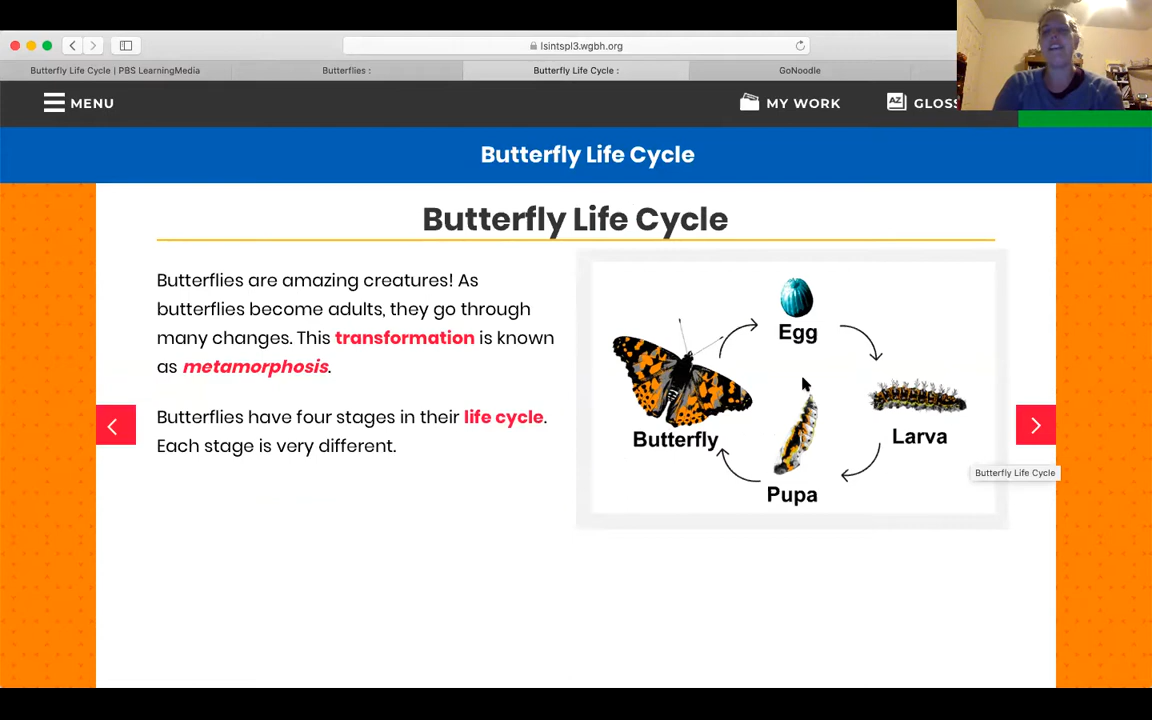 lsintspl3.wgbh.org
Butterfly Life Cycle | PBS LearningMedia
Butterflies :
Butterfly Life Cycle :
GoNoodle
MENU
MY WORK
AZ
GLOSS
Butterfly Life Cycle
Butterfly Life Cycle
Butterflies are amazing creatures! As
butterflies become adults, they go through
many changes. This transformation is known
as metamorphosis.
Butterflies have four stages in their life cycle.
Each stage is very different.
Egg
Larva
Pupa
Butterfly
Butterfly Life Cycle